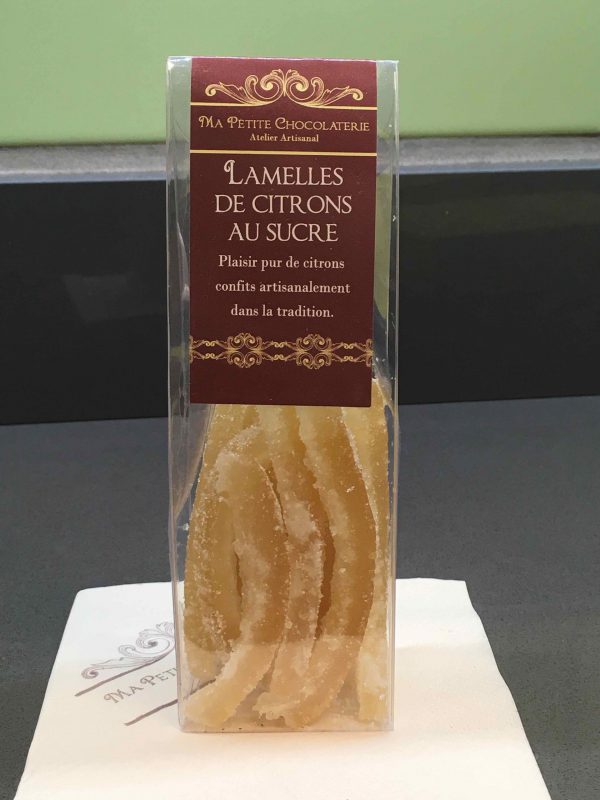 Ma Petite Chocolaterie
Atelier Artisanal
Lamelles
de citrons
au sucre
Plaisir pur de citrons
confits artisanalement
dans la tradition.
Ma Peti